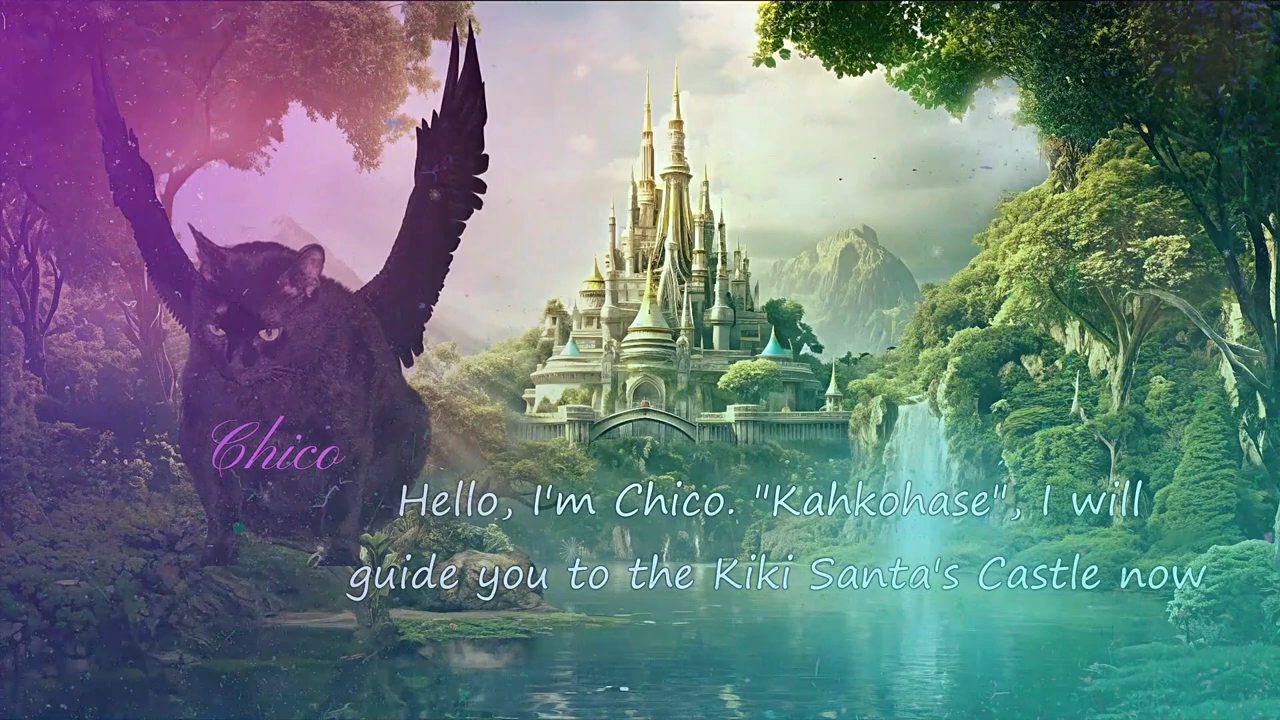 Chico
Hello, I'm Chico. "Kahkohase", I will
guide you to the Kiki Santa's Castle now